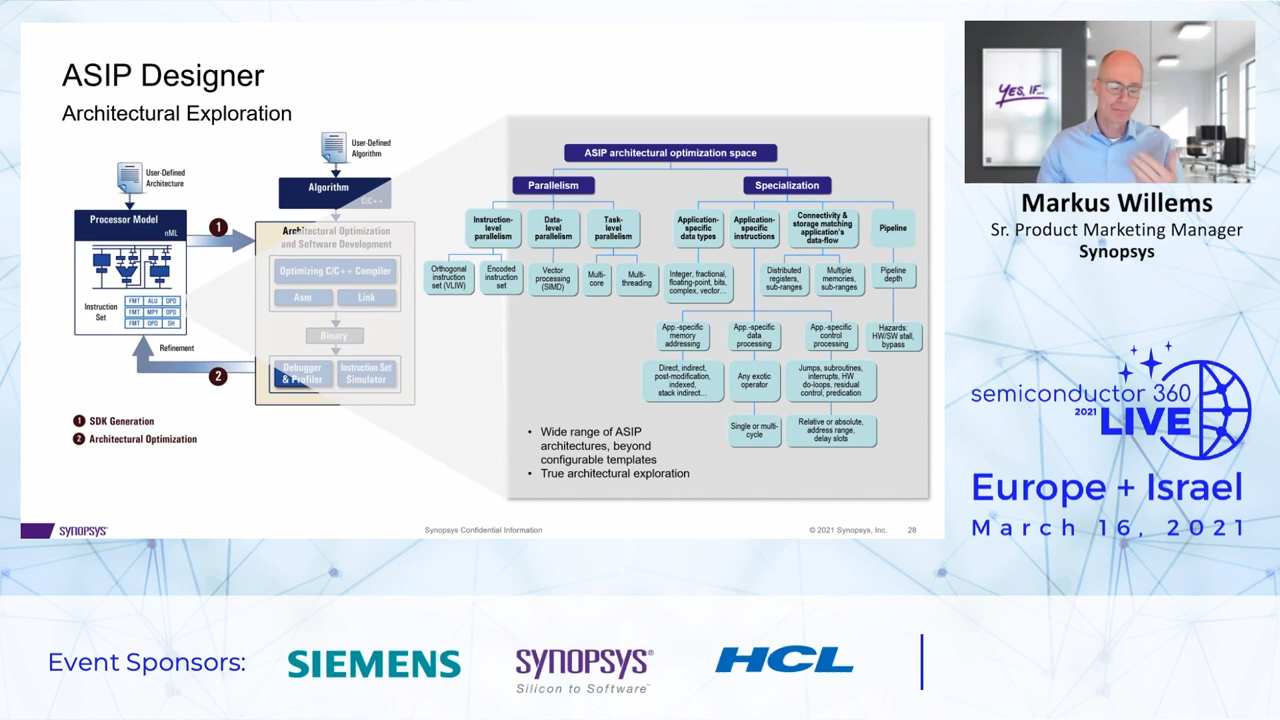 ASIP Designer
Architectural Exploration
User-Defined
Architecture
Processor Model
nML
Instruction
Set
FMT ALU OPD
FMT MPY OPD
FMT OPD SH
1
Refinement
2
User-Defined
Algorithm
Algorithm
C/C++
Architectural Optimization
and Software Development
Optimizing C/C++ Compiler
Asm
Link
Binary
Debugger
& Profiler
Instruction Set
Simulator
1 SDK Generation
2 Architectural Optimization
ASIP architectural optimization space
Parallelism
Specialization
Instruction-
level
parallelism
Data-
level
parallelism
Task-
level
parallelism
Application-
specific
data types
Application-
specific
instructions
Connectivity &
storage matching
application's
data-flow
Pipeline
Orthogonal
instruction
set (VLIW)
Encoded
instruction
set
Vector
processing
(SIMD)
Multi-
core
Multi-
threading
Integer, fractional,
floating-point, bits,
complex, vector...
Distributed
registers,
sub-ranges
Multiple
memories,
sub-ranges
Pipeline
depth
App.-specific
memory
addressing
App.-specific
data
processing
App.-specific
control
processing
Hazards:
HW/SW stall,
bypass
Direct, indirect,
post-modification,
indexed,
stack indirect...
Any exotic
operator
Jumps, subroutines,
interrupts, HW
do-loops, residual
control, predication
Single or multi-
cycle
Relative or absolute,
address range,
delay slots
• Wide range of ASIP
architectures, beyond
configurable templates
• True architectural exploration
SYNOPSYS®
Synopsys Confidential Information
© 2021 Synopsys, Inc.
28
YES, IF...
Markus Willems
Sr. Product Marketing Manager
Synopsys
semiconductor 360
2021
LIVE
Europe + Israel
March 16, 2021
Event Sponsors:
SIEMENS
SYNOPSYS®
Silicon to Software™
HCL